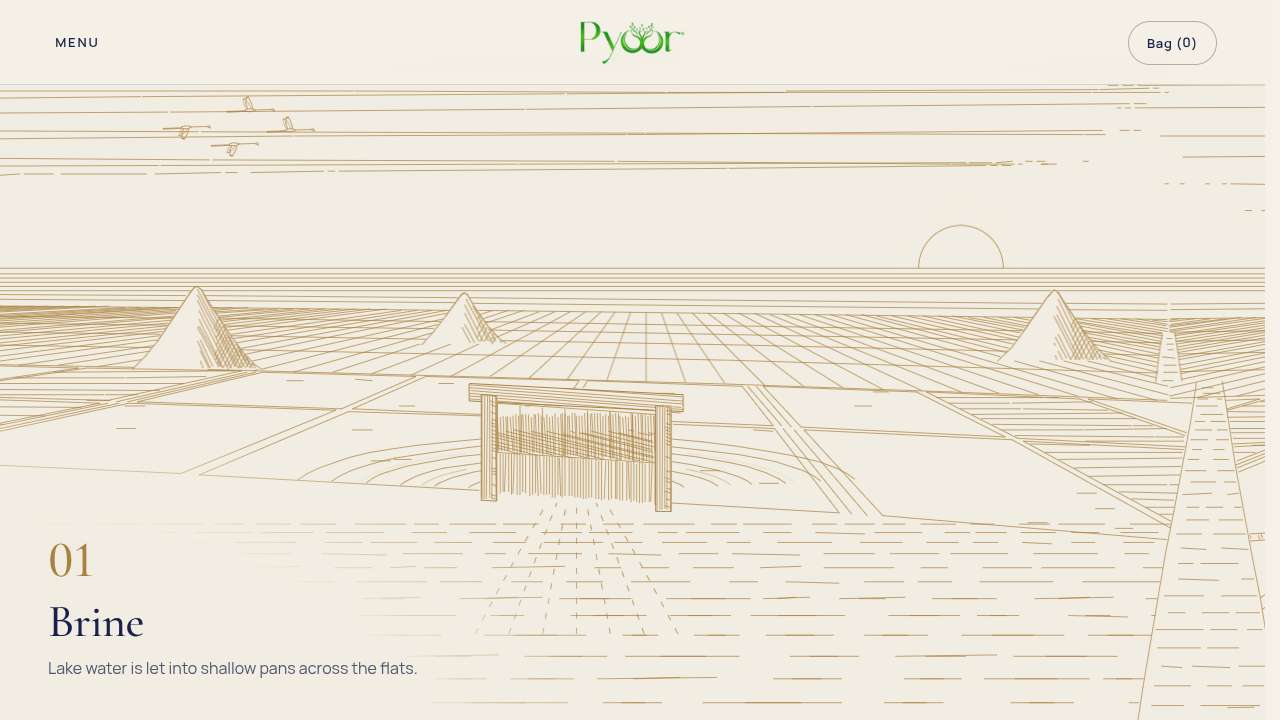 MENU
Pyoor
Bag (0)
01
Brine
Lake water is let into shallow pans across the flats.